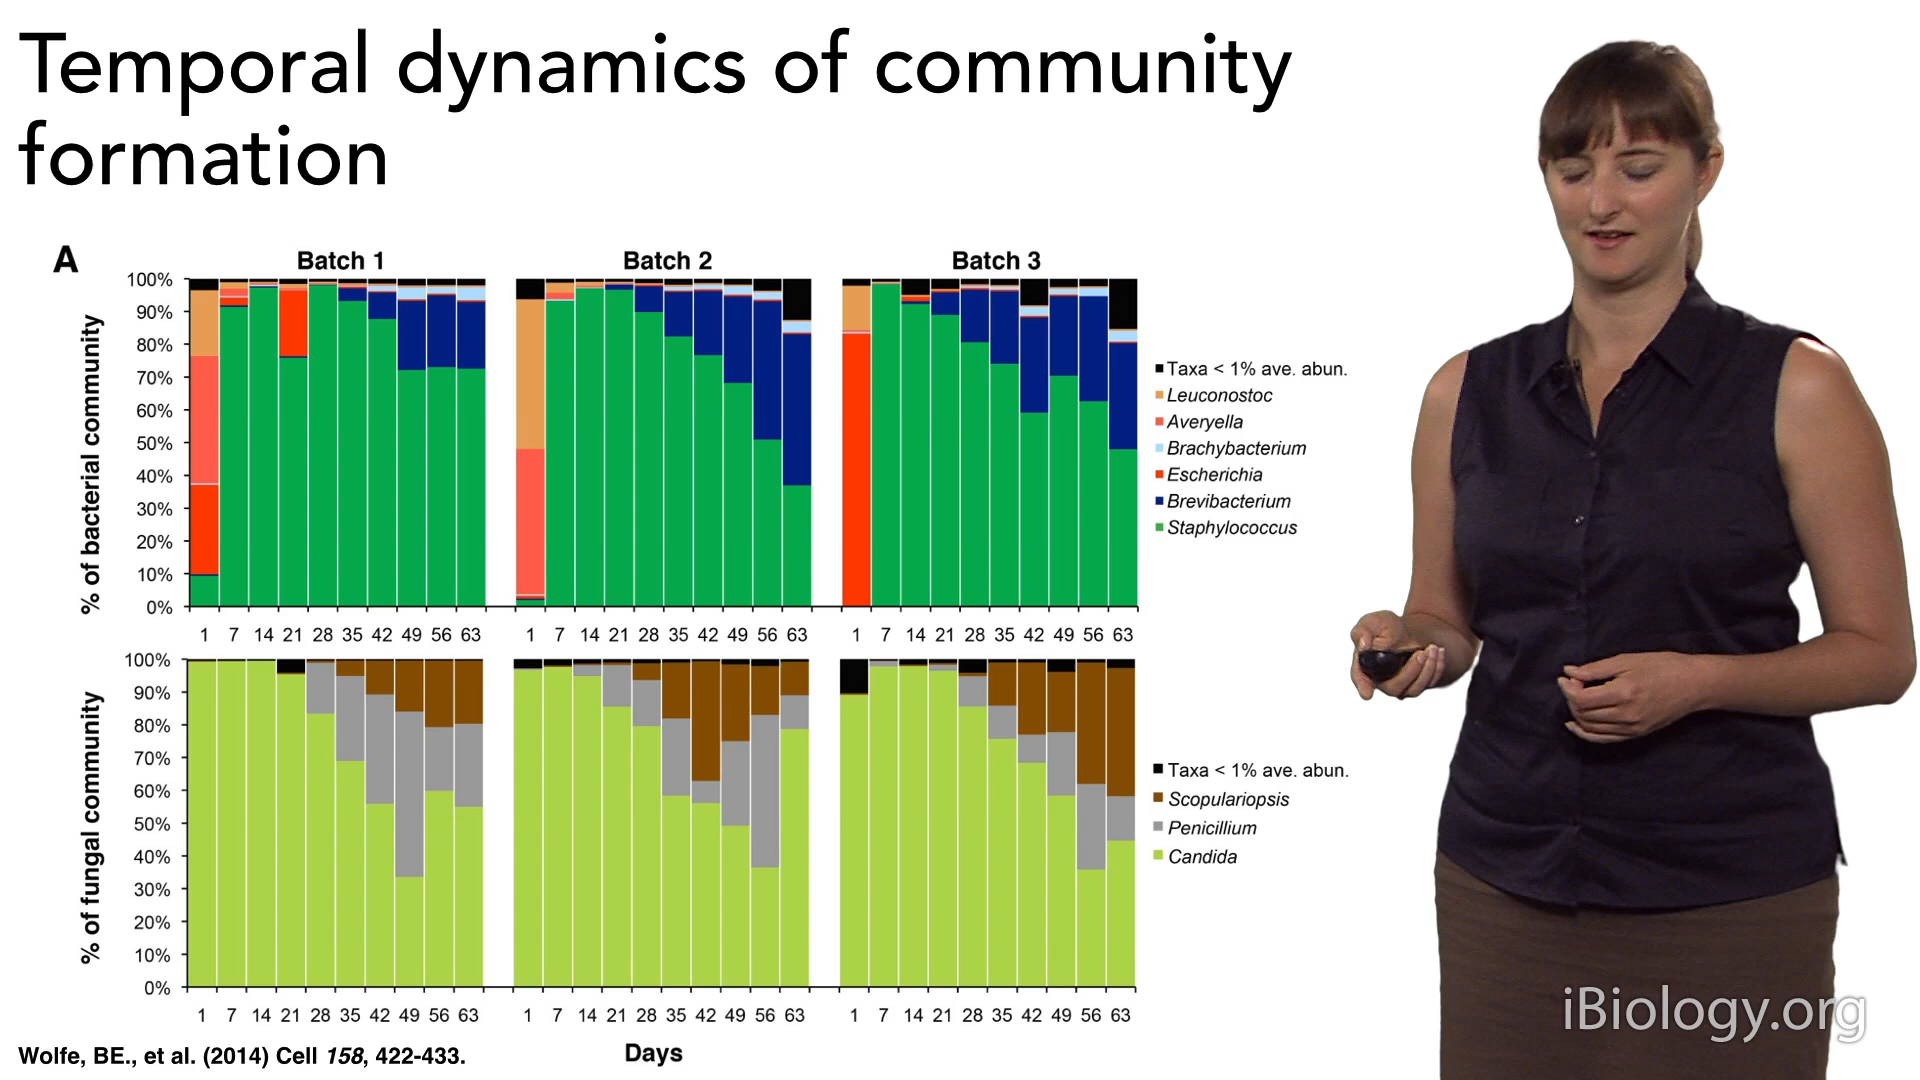 Temporal dynamics of community
formation
A
Batch 1
Batch 2
Batch 3
% of bacterial community
100%
90%
80%
70%
60%
50%
40%
30%
20%
10%
0%
1 7 14 21 28 35 42 49 56 63
1 7 14 21 28 35 42 49 56 63
1 7 14 21 28 35 42 49 56 63
Taxa < 1% ave. abun.
Leuconostoc
Averyella
Brachybacterium
Escherichia
Brevibacterium
Staphylococcus
% of fungal community
100%
90%
80%
70%
60%
50%
40%
30%
20%
10%
0%
1 7 14 21 28 35 42 49 56 63
1 7 14 21 28 35 42 49 56 63
1 7 14 21 28 35 42 49 56 63
Taxa < 1% ave. abun.
Scopulariopsis
Penicillium
Candida
Days
Wolfe, BE., et al. (2014) Cell 158, 422-433.
iBiology.org